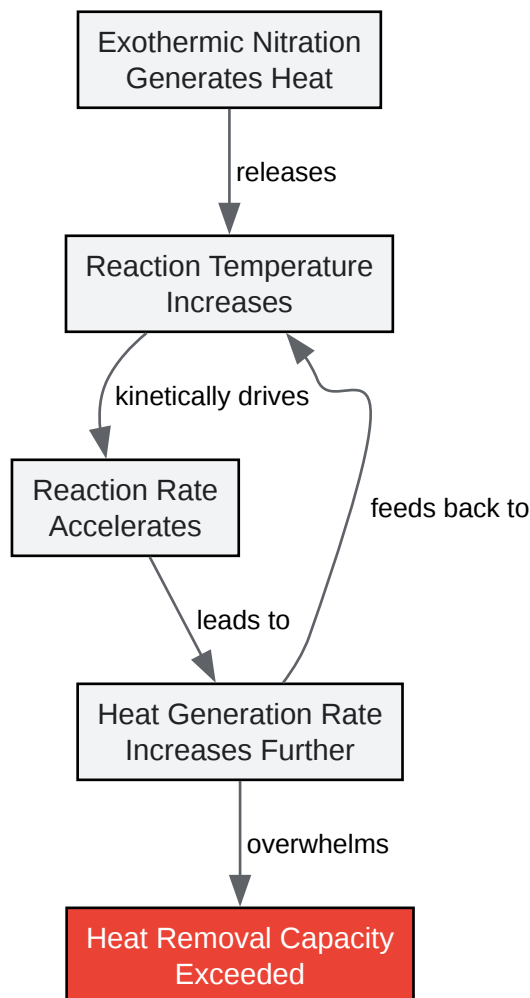 Exothermic Nitration
Generates Heat
releases
Reaction Temperature
Increases
kinetically drives
Reaction Rate
Accelerates
feeds back to
leads to
Heat Generation Rate
Increases Further
overwhelms
Heat Removal Capacity
Exceeded